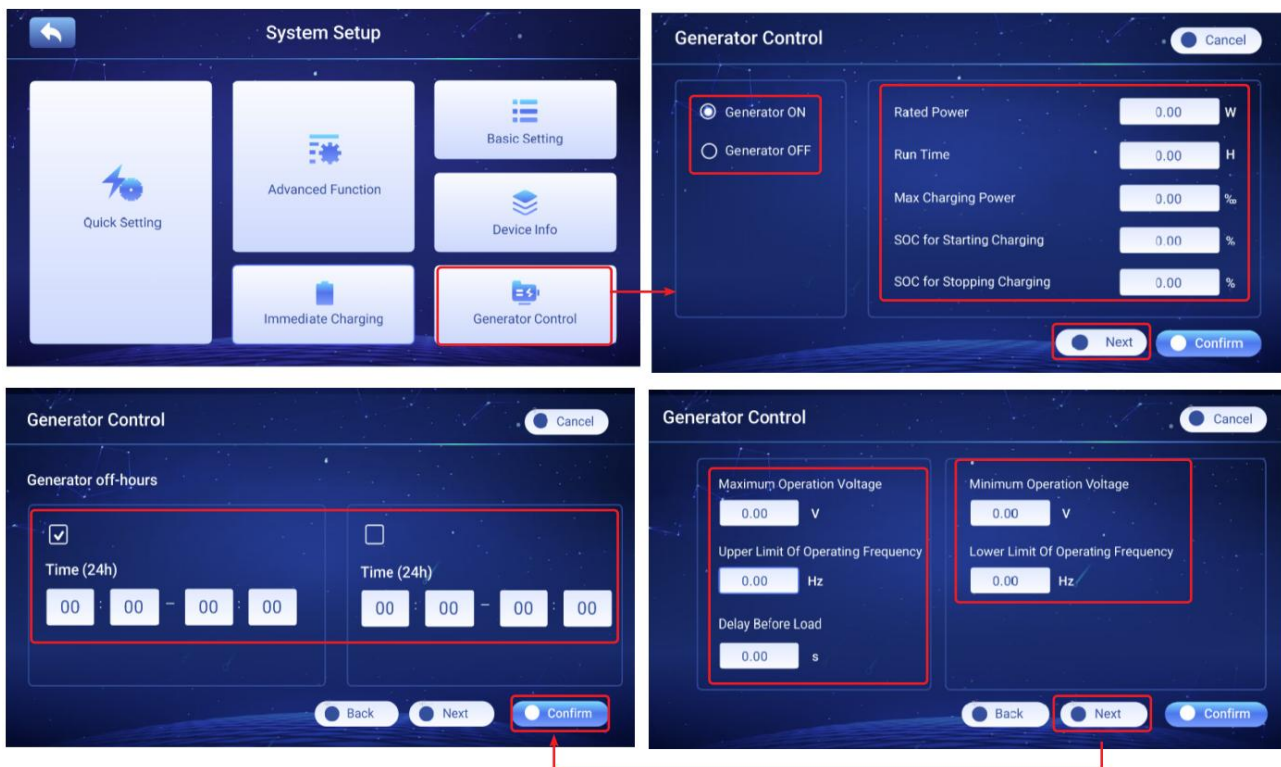 System Setup
Quick Setting
Advanced Function
Basic Setting
Device Info
Immediate Charging
Generator Control
Generator Control
Cancel
Generator ON
Generator OFF
Rated Power 0.00 W
Run Time 0.00 H
Max Charging Power 0.00 ‰
SOC for Starting Charging 0.00 %
SOC for Stopping Charging 0.00 %
Next Confirm
Generator Control
Cancel
Generator off-hours
Time (24h)
00 : 00 - 00 : 00
Time (24h)
00 : 00 - 00 : 00
Back Next Confirm
Generator Control
Cancel
Maximum Operation Voltage
0.00 V
Upper Limit Of Operating Frequency
0.00 Hz
Delay Before Load
0.00 s
Minimum Operation Voltage
0.00 V
Lower Limit Of Operating Frequency
0.00 Hz
Back Next Confirm